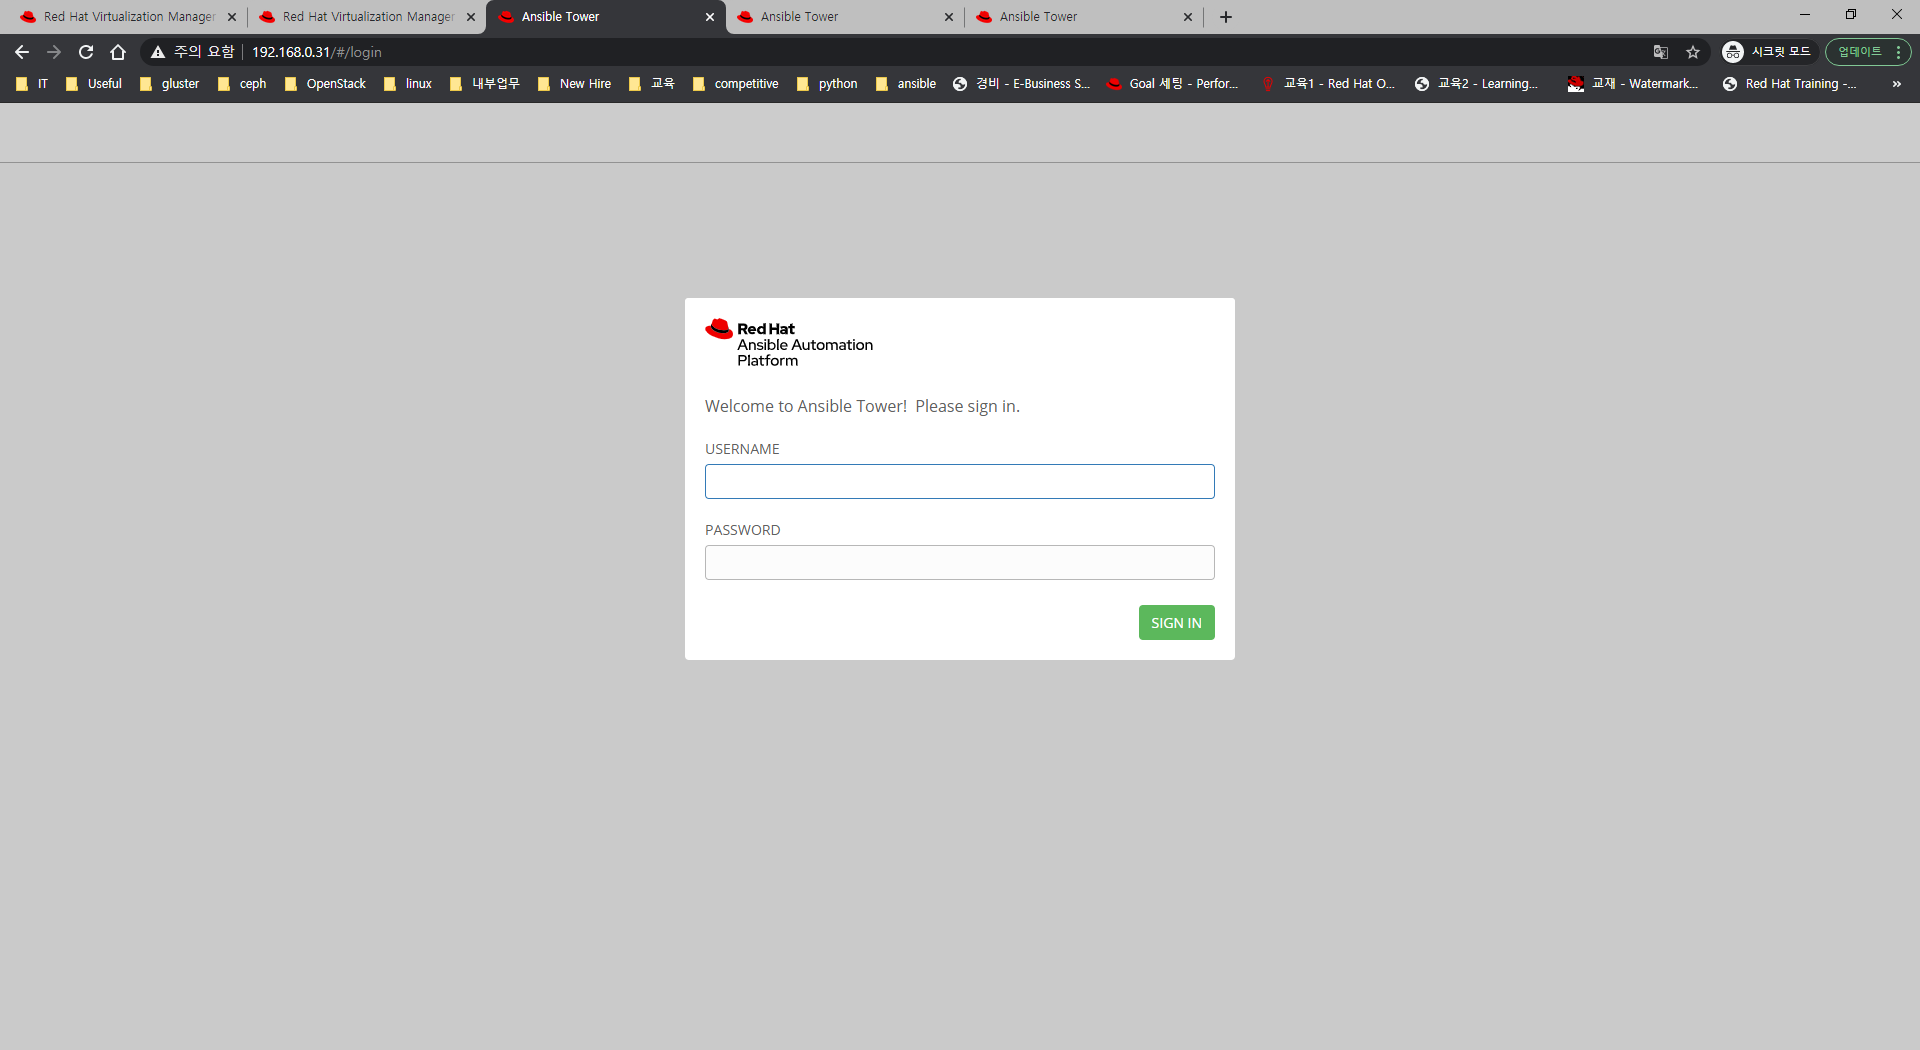 Red Hat Virtualization Manager
Red Hat Virtualization Manager
Ansible Tower
Ansible Tower
Ansible Tower
주의 요함
192.168.0.31/#/login
시크릿 모드
업데이트
IT
Useful
gluster
ceph
OpenStack
linux
내부업무
New Hire
교육
competitive
python
ansible
경비 - E-Business S...
Goal 세팅 - Perfor...
교육1 - Red Hat O...
교육2 - Learning...
교재 - Watermark...
Red Hat Training -...
»
Red Hat
Ansible Automation
Platform
Welcome to Ansible Tower!  Please sign in.
USERNAME
PASSWORD
SIGN IN